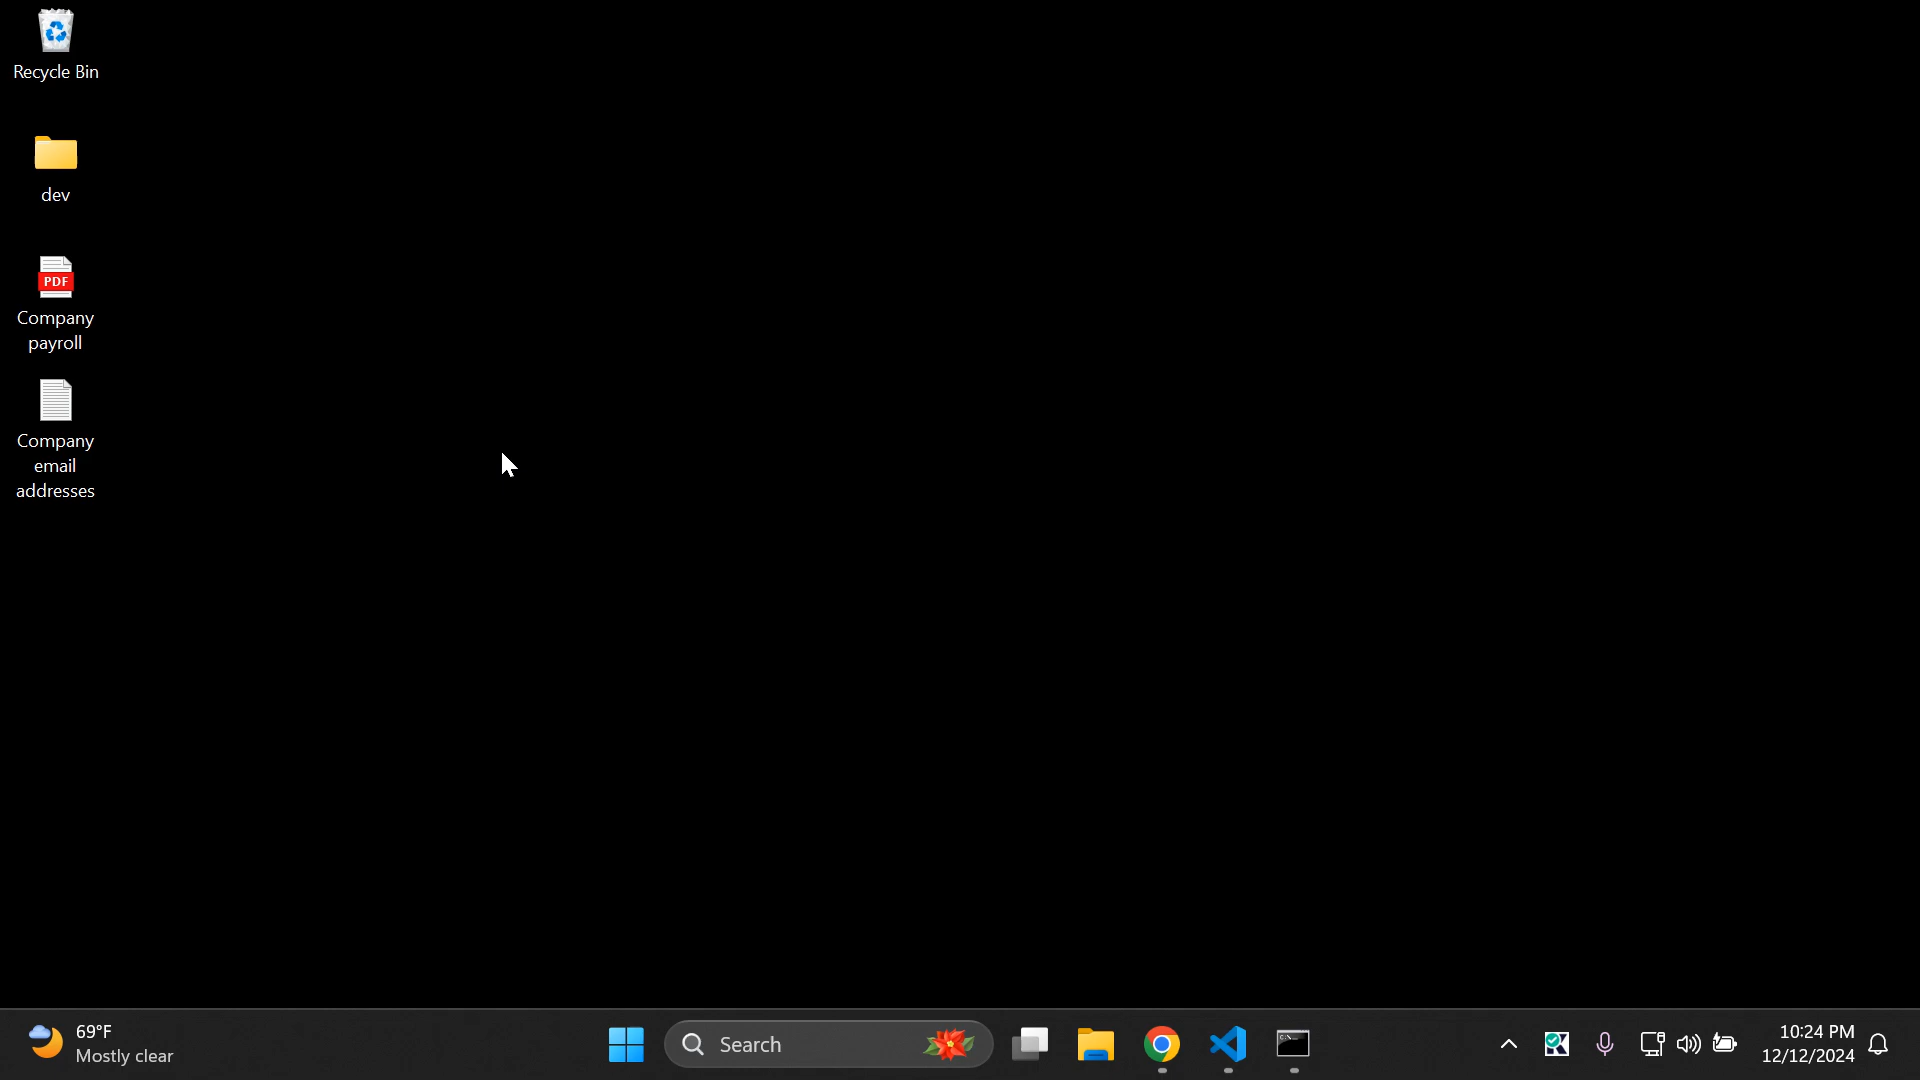 Recycle Bin
dev
PDF
Company
payroll
Company
email
addresses
69°F
Mostly clear
Search
10:24 PM
12/12/2024